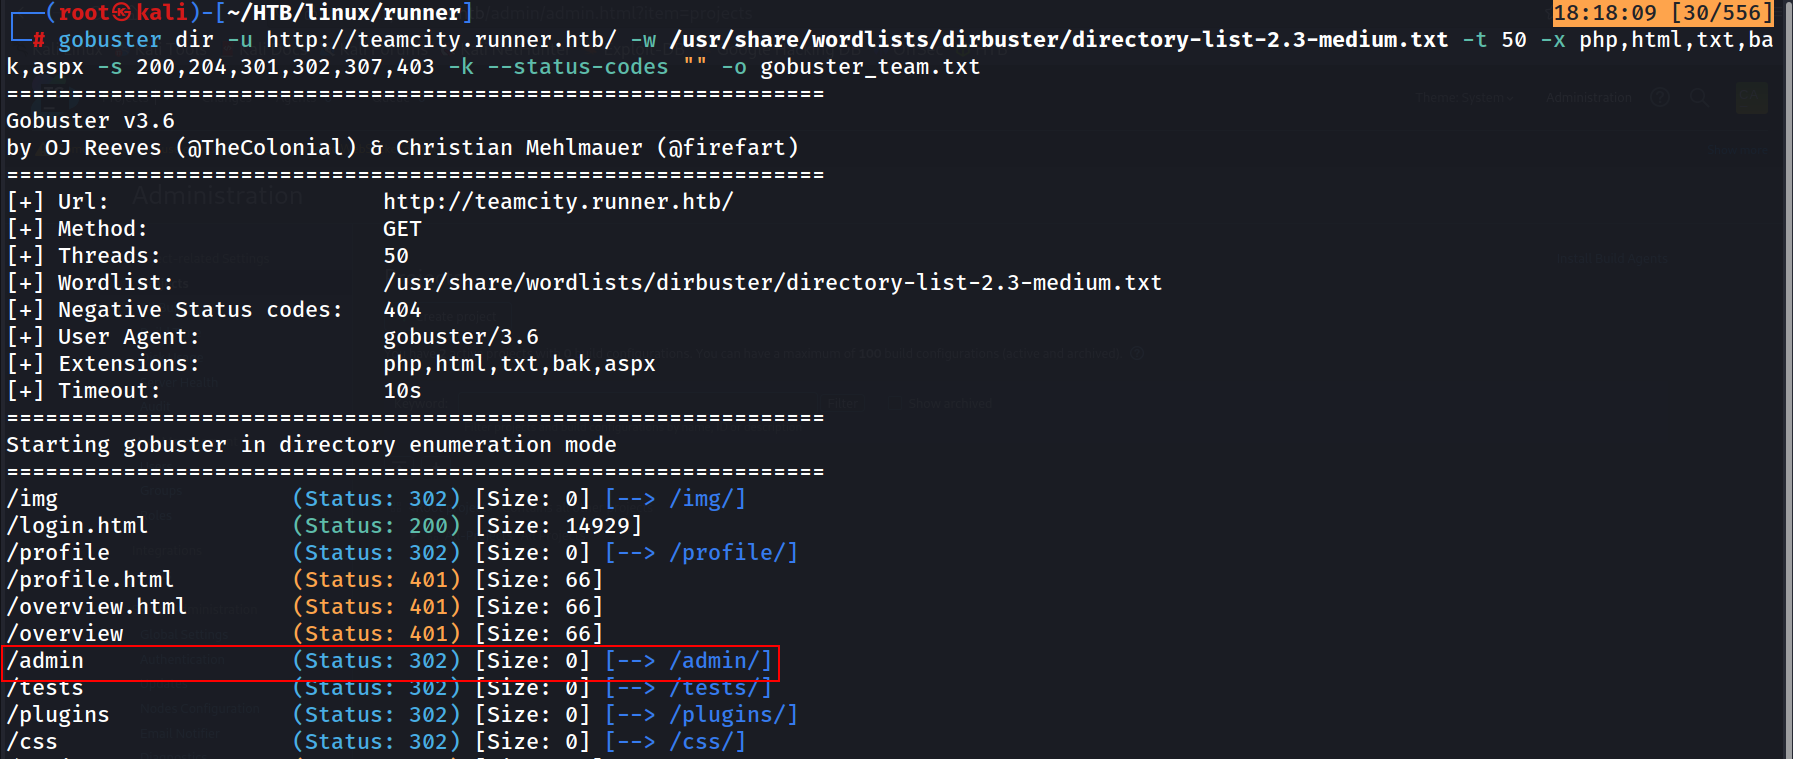 ┌──(root㉿kali)-[~/HTB/linux/runner]
18:18:09 [30/556]
└─# gobuster dir -u http://teamcity.runner.htb/ -w /usr/share/wordlists/dirbuster/directory-list-2.3-medium.txt -t 50 -x php,html,txt,ba
k,aspx -s 200,204,301,302,307,403 -k --status-codes "" -o gobuster_team.txt
===============================================================
Gobuster v3.6
by OJ Reeves (@TheColonial) & Christian Mehlmauer (@firefart)
===============================================================
[+] Url:                     http://teamcity.runner.htb/
[+] Method:                  GET
[+] Threads:                 50
[+] Wordlist:                /usr/share/wordlists/dirbuster/directory-list-2.3-medium.txt
[+] Negative Status codes:   404
[+] User Agent:              gobuster/3.6
[+] Extensions:              php,html,txt,bak,aspx
[+] Timeout:                 10s
===============================================================
Starting gobuster in directory enumeration mode
===============================================================
/img                  (Status: 302) [Size: 0] [--> /img/]
/login.html           (Status: 200) [Size: 14929]
/profile              (Status: 302) [Size: 0] [--> /profile/]
/profile.html         (Status: 401) [Size: 66]
/overview.html        (Status: 401) [Size: 66]
/overview             (Status: 401) [Size: 66]
/admin                (Status: 302) [Size: 0] [--> /admin/]
/tests                (Status: 302) [Size: 0] [--> /tests/]
/plugins              (Status: 302) [Size: 0] [--> /plugins/]
/css                  (Status: 302) [Size: 0] [--> /css/]